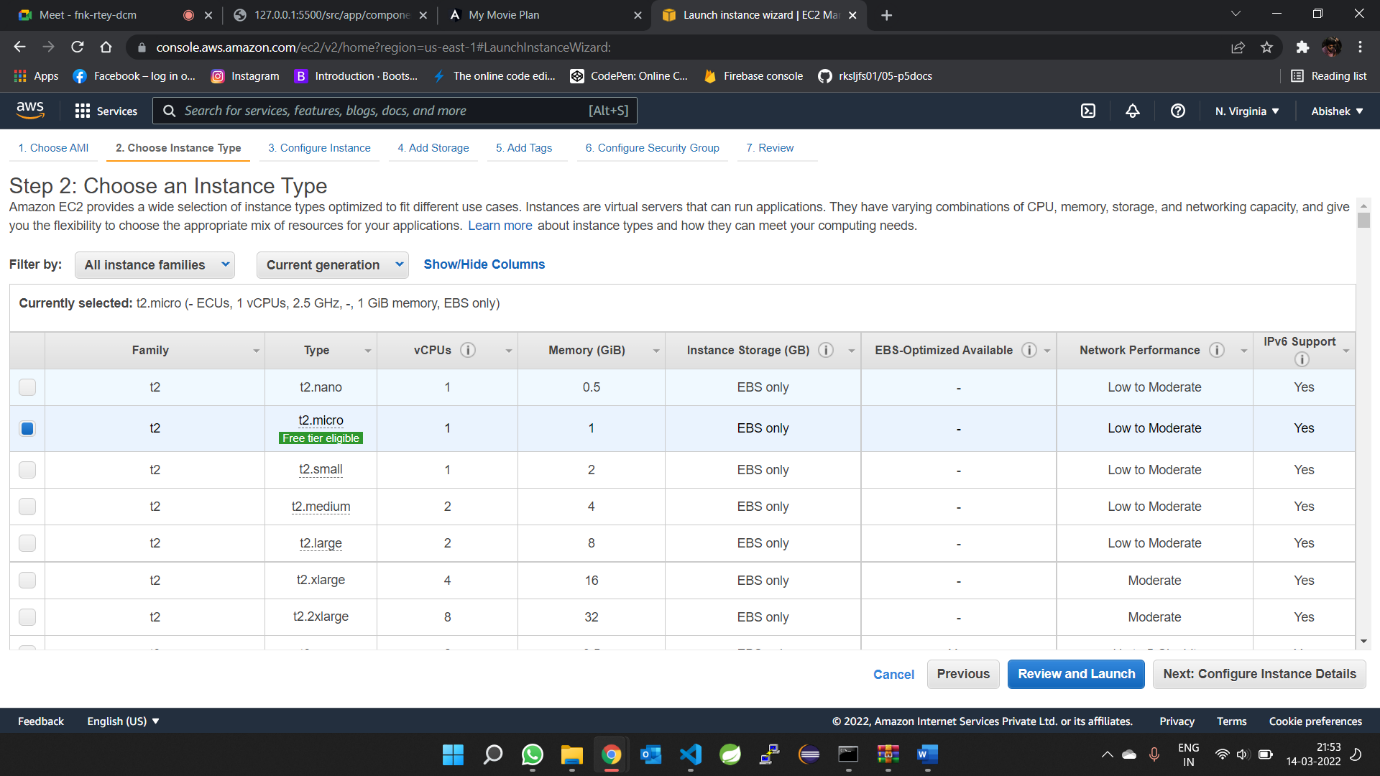 Meet - fnk-rtey-dcm
127.0.0.1:5500/src/app/compone
My Movie Plan
Launch instance wizard | EC2 Ma
console.aws.amazon.com/ec2/v2/home?region=us-east-1#LaunchInstanceWizard:
Apps
Facebook – log in o...
Instagram
Introduction · Boots...
The online code edi...
CodePen: Online C...
Firebase console
rksljfs01/05-p5docs
Reading list
aws
Services
Search for services, features, blogs, docs, and more
[Alt+S]
N. Virginia ▼
Abishek ▼
1. Choose AMI
2. Choose Instance Type
3. Configure Instance
4. Add Storage
5. Add Tags
6. Configure Security Group
7. Review
Step 2: Choose an Instance Type
Amazon EC2 provides a wide selection of instance types optimized to fit different use cases. Instances are virtual servers that can run applications. They have varying combinations of CPU, memory, storage, and networking capacity, and give
you the flexibility to choose the appropriate mix of resources for your applications. Learn more about instance types and how they can meet your computing needs.
Filter by:
All instance families
Current generation
Show/Hide Columns
Currently selected: t2.micro (- ECUs, 1 vCPUs, 2.5 GHz, -, 1 GiB memory, EBS only)
Family Type vCPUs Memory (GiB) Instance Storage (GB) EBS-Optimized Available Network Performance IPv6 Support
t2 t2.nano 1 0.5 EBS only - Low to Moderate Yes
t2 t2.micro 1 1 EBS only - Low to Moderate Yes
Free tier eligible
t2 t2.small 1 2 EBS only - Low to Moderate Yes
t2 t2.medium 2 4 EBS only - Low to Moderate Yes
t2 t2.large 2 8 EBS only - Low to Moderate Yes
t2 t2.xlarge 4 16 EBS only - Moderate Yes
t2 t2.2xlarge 8 32 EBS only - Moderate Yes
Cancel
Previous
Review and Launch
Next: Configure Instance Details
Feedback
English (US) ▼
© 2022, Amazon Internet Services Private Ltd. or its affiliates.
Privacy
Terms
Cookie preferences
ENG
IN
21:53
14-03-2022